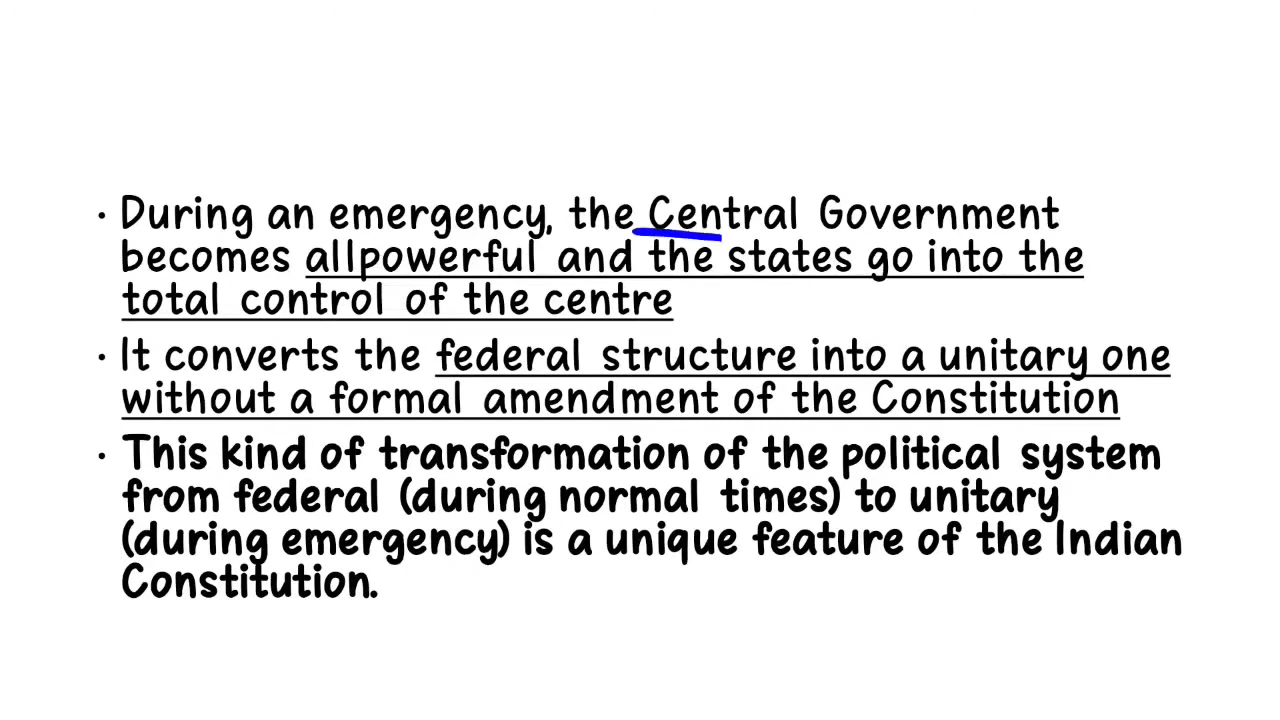 • During an emergency, the Central Government
becomes allpowerful and the states go into the
total control of the centre
• It converts the federal structure into a unitary one
without a formal amendment of the Constitution
• This kind of transformation of the political system
from federal (during normal times) to unitary
(during emergency) is a unique feature of the Indian
Constitution.